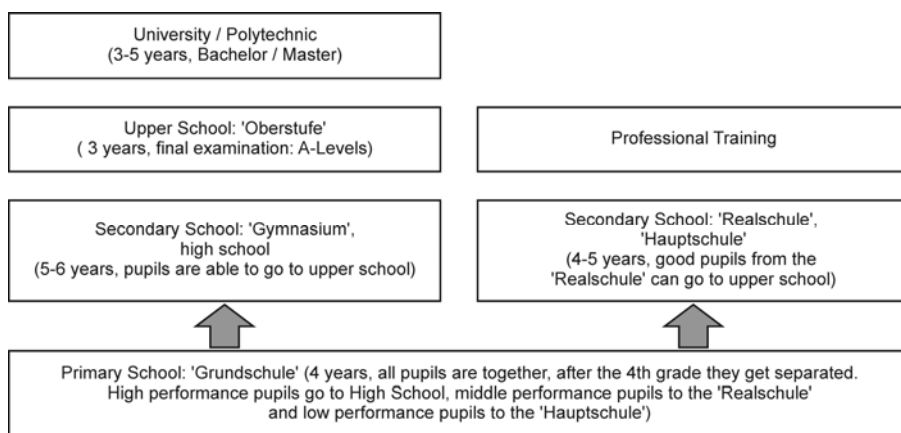 University / Polytechnic
(3-5 years, Bachelor / Master)
Upper School: 'Oberstufe'
( 3 years, final examination: A-Levels)
Professional Training
Secondary School: 'Gymnasium',
high school
(5-6 years, pupils are able to go to upper school)
Secondary School: 'Realschule',
'Hauptschule'
(4-5 years, good pupils from the
'Realschule' can go to upper school)
Primary School: 'Grundschule' (4 years, all pupils are together, after the 4th grade they get separated.
High performance pupils go to High School, middle performance pupils to the 'Realschule'
and low performance pupils to the 'Hauptschule')